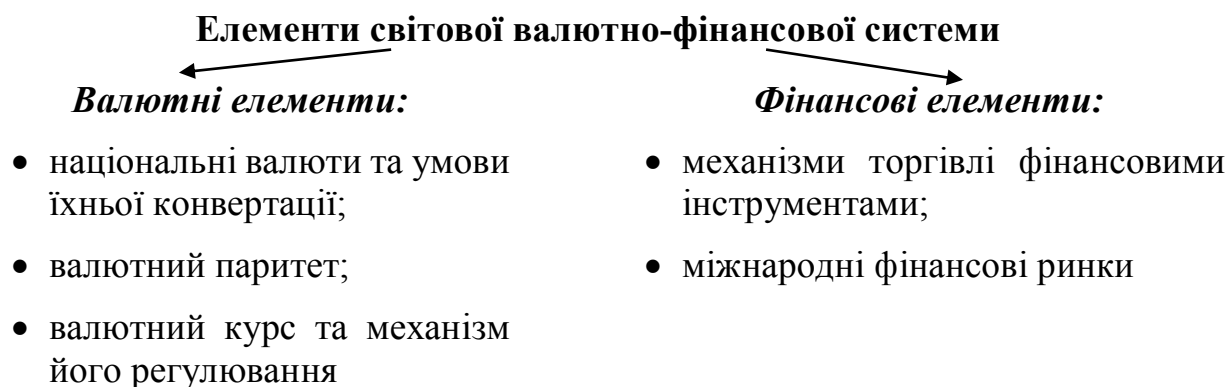 Елементи світової валютно-фінансової системи
Валютні елементи:
• національні валюти та умови
їхньої конвертації;
• валютний паритет;
• валютний курс та механізм
його регулювання
Фінансові елементи:
• механізми торгівлі фінансовими
інструментами;
• міжнародні фінансові ринки